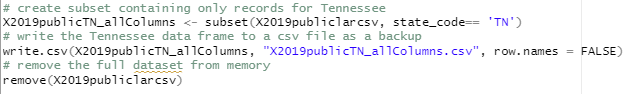 # create subset containing only records for Tennessee
X2019publicTN_allColumns <- subset(X2019publiclarcsv, state_code== 'TN')
# write the Tennessee data frame to a csv file as a backup
write.csv(X2019publicTN_allColumns, "X2019publicTN_allColumns.csv", row.names = FALSE)
# remove the full dataset from memory
remove(X2019publiclarcsv)